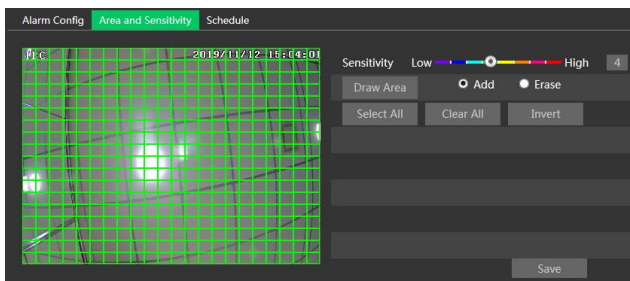 Alarm Config Area and Sensitivity Schedule
IPC 2019/11/12 15:04:01
Sensitivity Low High 4
Draw Area Add Erase
Select All Clear All Invert
Save